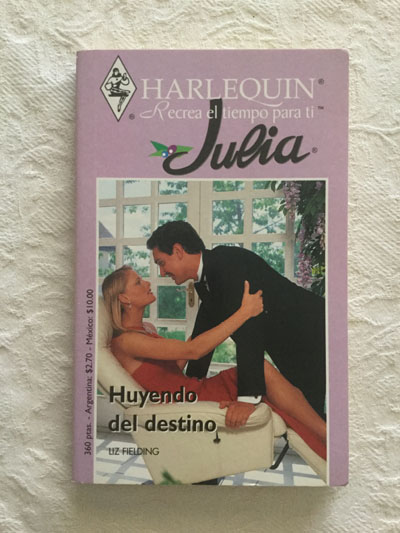 HARLEQUIN®
®
Recrea el tiempo para ti™
Julia®
Huyendo
del destino
LIZ FIELDING
360 ptas. - Argentina: $2.70 - México: $10.00